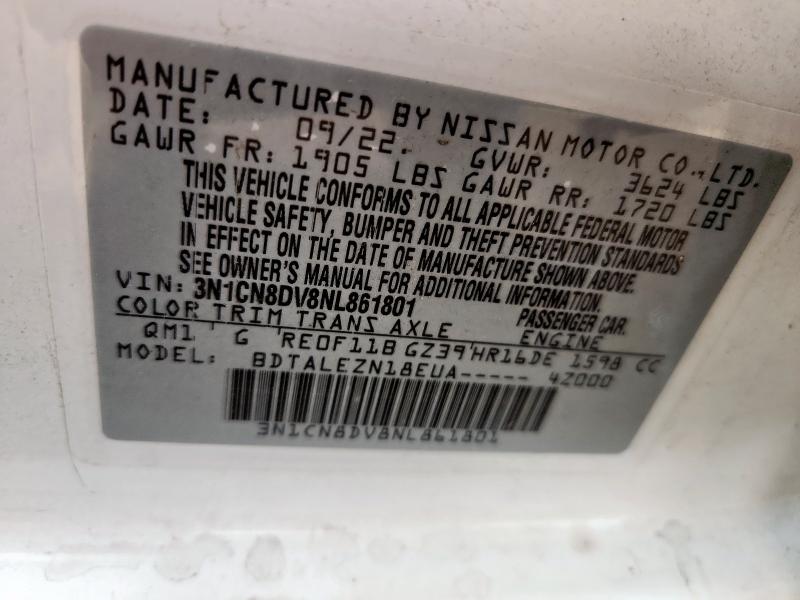 MANUFACTURED BY NISSAN MOTOR CO.,LTD.
DATE: 09/22. GVWR: 3624 LBS
GAWR FR: 1905 LBS GAWR RR: 1720 LBS
THIS VEHICLE CONFORMS TO ALL APPLICABLE FEDERAL MOTOR
VEHICLE SAFETY, BUMPER AND THEFT PREVENTION STANDARDS
IN EFFECT ON THE DATE OF MANUFACTURE SHOWN ABOVE.
SEE OWNER'S MANUAL FOR ADDITIONAL INFORMATION.
VIN: 3N1CN8DV8NL861801 PASSENGER CAR.
COLOR TRIM TRANS AXLE ENGINE
QM1 ' G 'RE0F11B GZ39'HR16DE 1598 CC
MODEL: BDTALEZN18EUA----- 4Z000
3N1CN8DV8NL861801